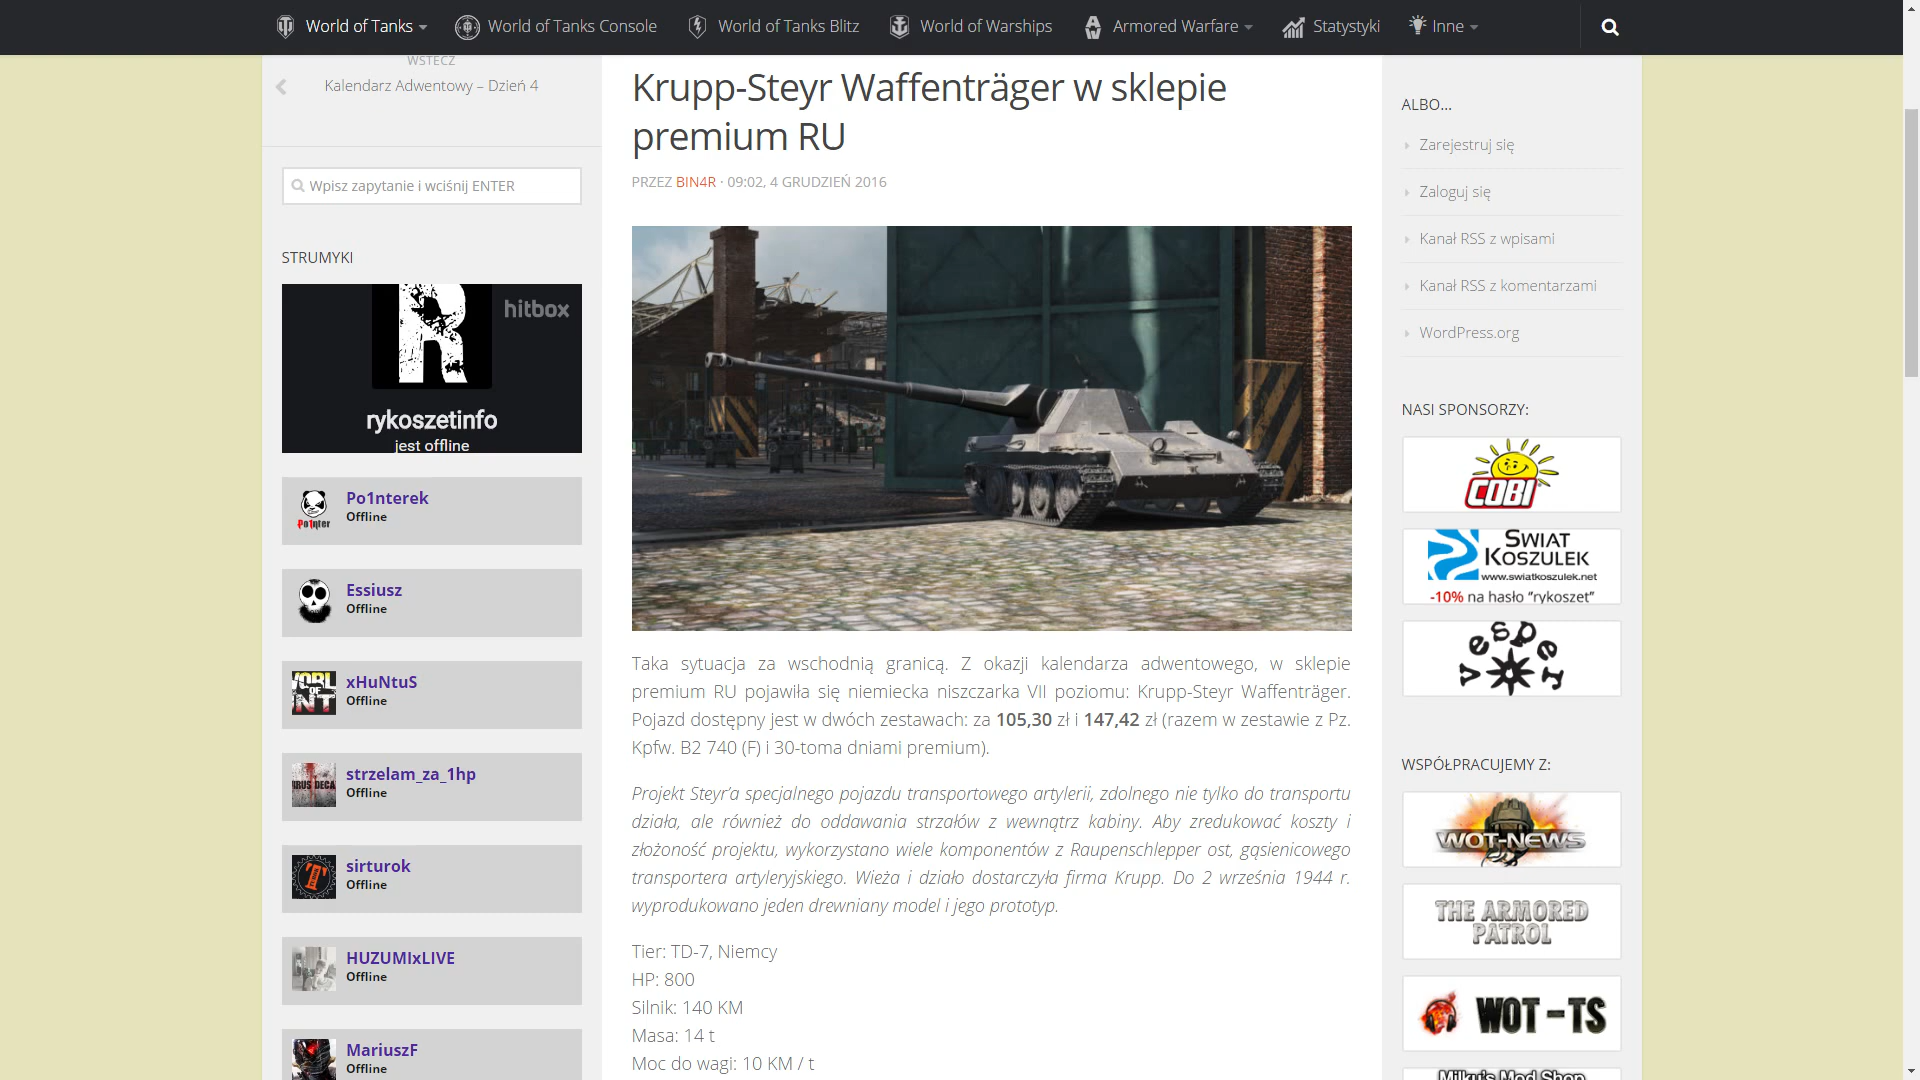 World of Tanks
World of Tanks Console
World of Tanks Blitz
World of Warships
Armored Warfare
Statystyki
Inne
WSTECZ
Kalendarz Adwentowy – Dzień 4
Wpisz zapytanie i wciśnij ENTER
STRUMYKI
R
hitbox
rykoszetinfo
jest offline
Po1nter
Po1nterek
Offline
Essiusz
Offline
xHuNtuS
Offline
strzelam_za_1hp
Offline
sirturok
Offline
HUZUMIxLIVE
Offline
MariuszF
Offline
Krupp-Steyr Waffenträger w sklepie
premium RU
PRZEZ BIN4R · 09:02, 4 GRUDZIEŃ 2016
Taka sytuacja za wschodnią granicą. Z okazji kalendarza adwentowego, w sklepie
premium RU pojawiła się niemiecka niszczarka VII poziomu: Krupp-Steyr Waffenträger.
Pojazd dostępny jest w dwóch zestawach: za 105,30 zł i 147,42 zł (razem w zestawie z Pz.
Kpfw. B2 740 (F) i 30-toma dniami premium).
Projekt Steyr’a specjalnego pojazdu transportowego artylerii, zdolnego nie tylko do transportu
działa, ale również do oddawania strzałów z wewnątrz kabiny. Aby zredukować koszty i
złożoność projektu, wykorzystano wiele komponentów z Raupenschlepper ost, gąsienicowego
transportera artyleryjskiego. Wieża i działo dostarczyła firma Krupp. Do 2 września 1944 r.
wyprodukowano jeden drewniany model i jego prototyp.
Tier: TD-7, Niemcy
HP: 800
Silnik: 140 KM
Masa: 14 t
Moc do wagi: 10 KM / t
ALBO…
Zarejestruj się
Zaloguj się
Kanał RSS z wpisami
Kanał RSS z komentarzami
WordPress.org
NASI SPONSORZY:
COBI
ŚWIAT
KOSZULEK
www.swiatkoszulek.net
-10% na hasło “rykoszet”
vesper
WSPÓŁPRACUJEMY Z:
WOT-NEWS
THE ARMORED
PATROL
WOT-TS
Milky's Mod Shop